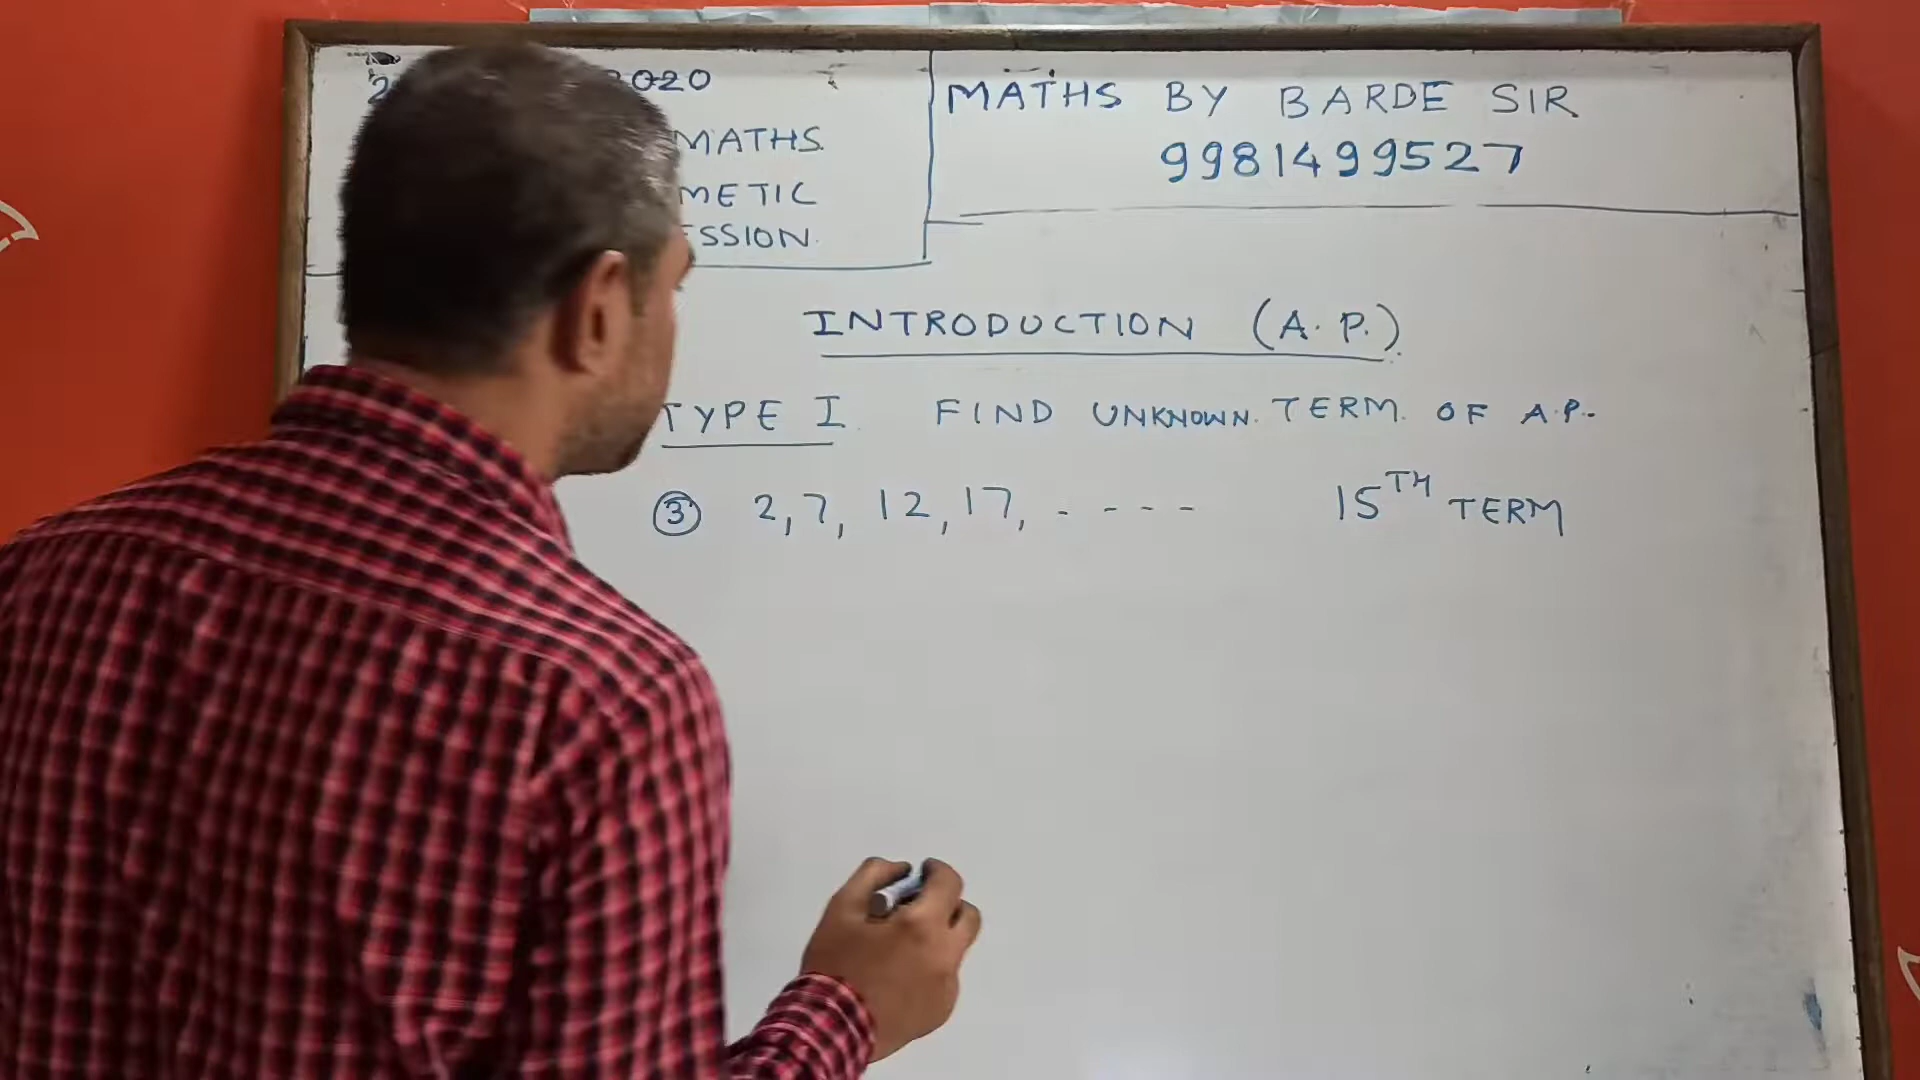 2020
MATHS
METIC
ESSION.
MATHS BY BARDE SIR
9981499527
INTRODUCTION (A. P.)
TYPE I. FIND UNKNOWN. TERM. OF A.P.
③ 2, 7, 12, 17, - - - - 15TH TERM